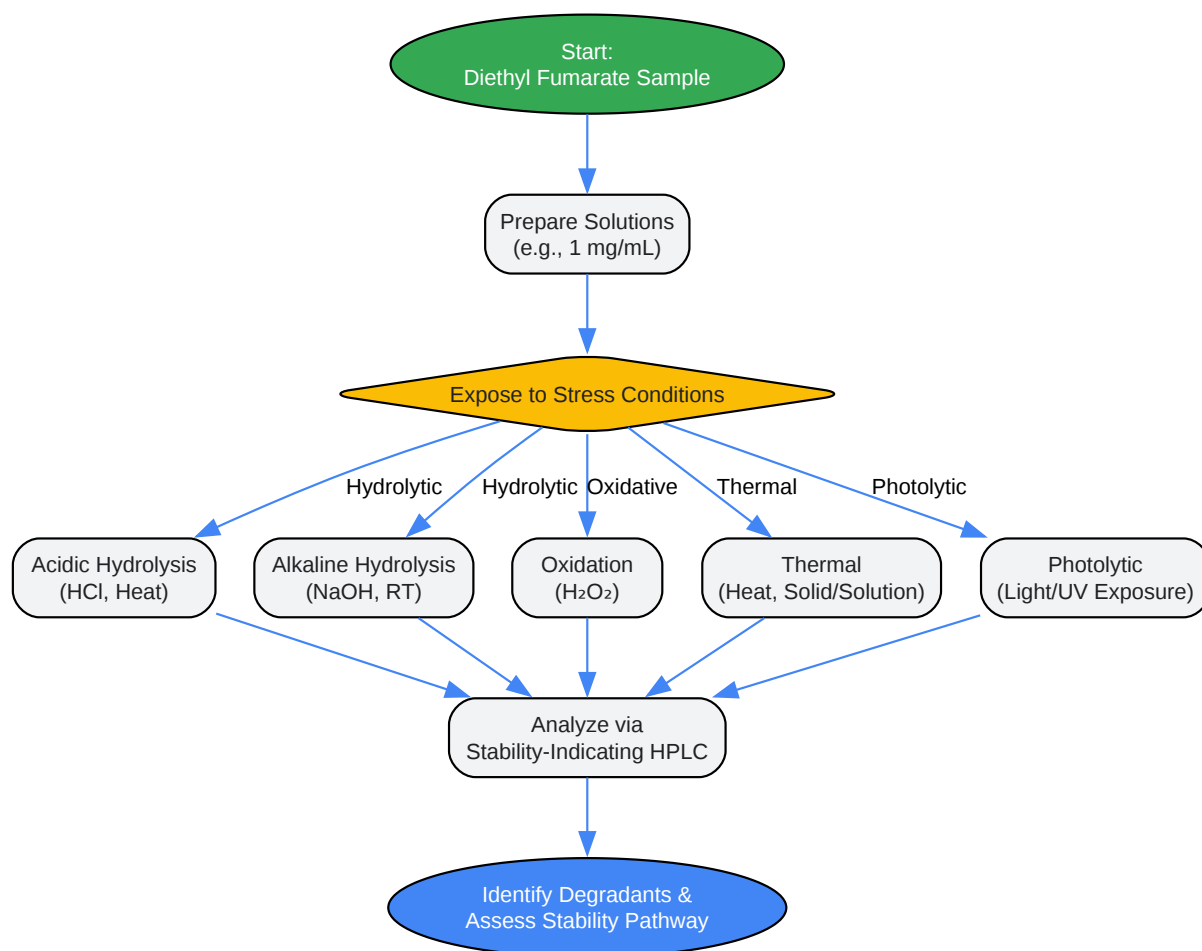 Start:
Diethyl Fumarate Sample
Prepare Solutions
(e.g., 1 mg/mL)
Expose to Stress Conditions
Hydrolytic
Hydrolytic
Oxidative
Thermal
Photolytic
Acidic Hydrolysis
(HCl, Heat)
Alkaline Hydrolysis
(NaOH, RT)
Oxidation
(H₂O₂)
Thermal
(Heat, Solid/Solution)
Photolytic
(Light/UV Exposure)
Analyze via
Stability-Indicating HPLC
Identify Degradants &
Assess Stability Pathway